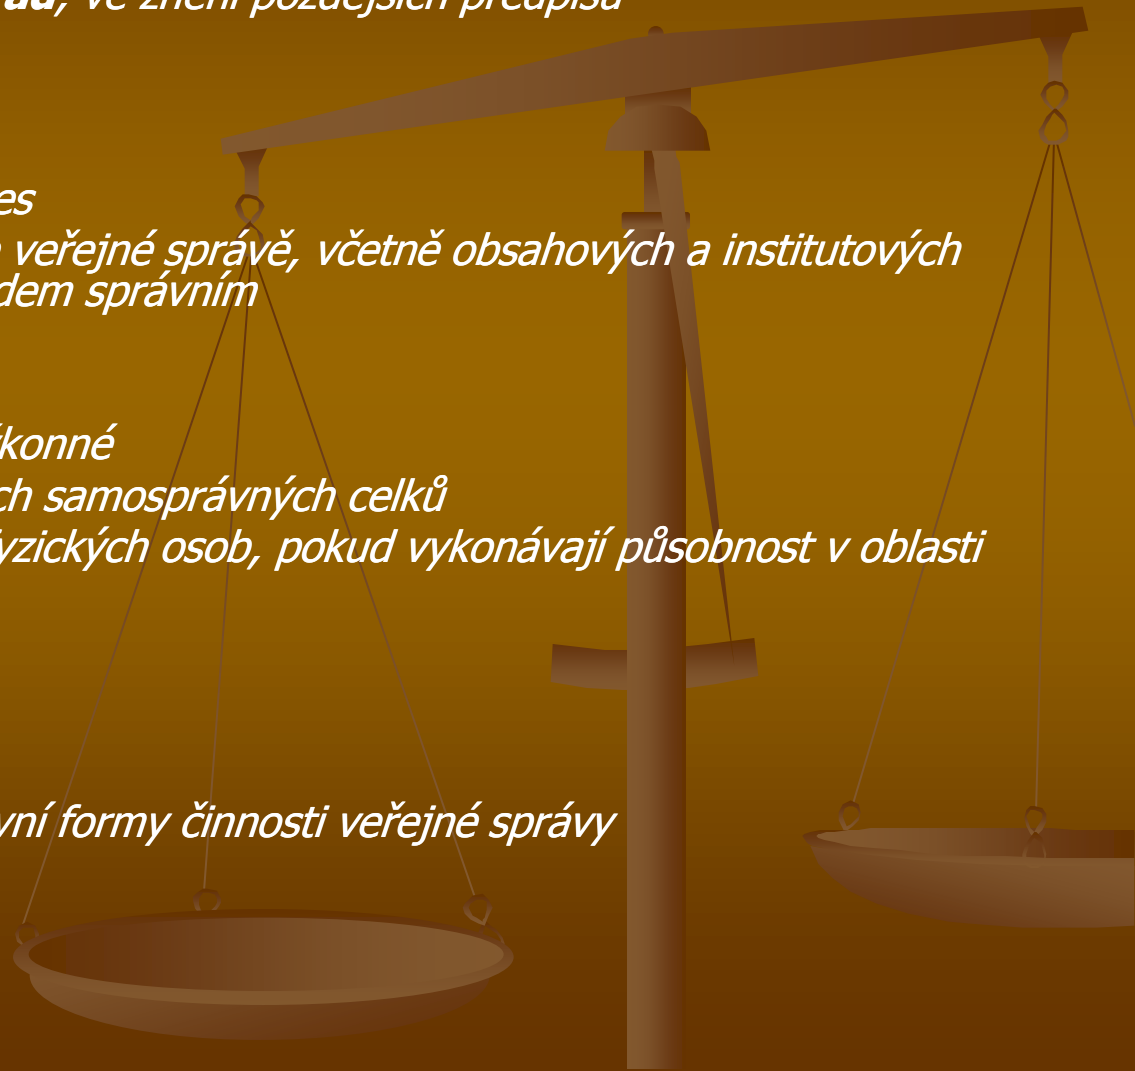 ve znění pozdějších předpisů
es
veřejné správě, včetně obsahových a institutových
dem správním
konné
ch samosprávných celků
yzických osob, pokud vykonávají působnost v oblasti
vní formy činnosti veřejné správy